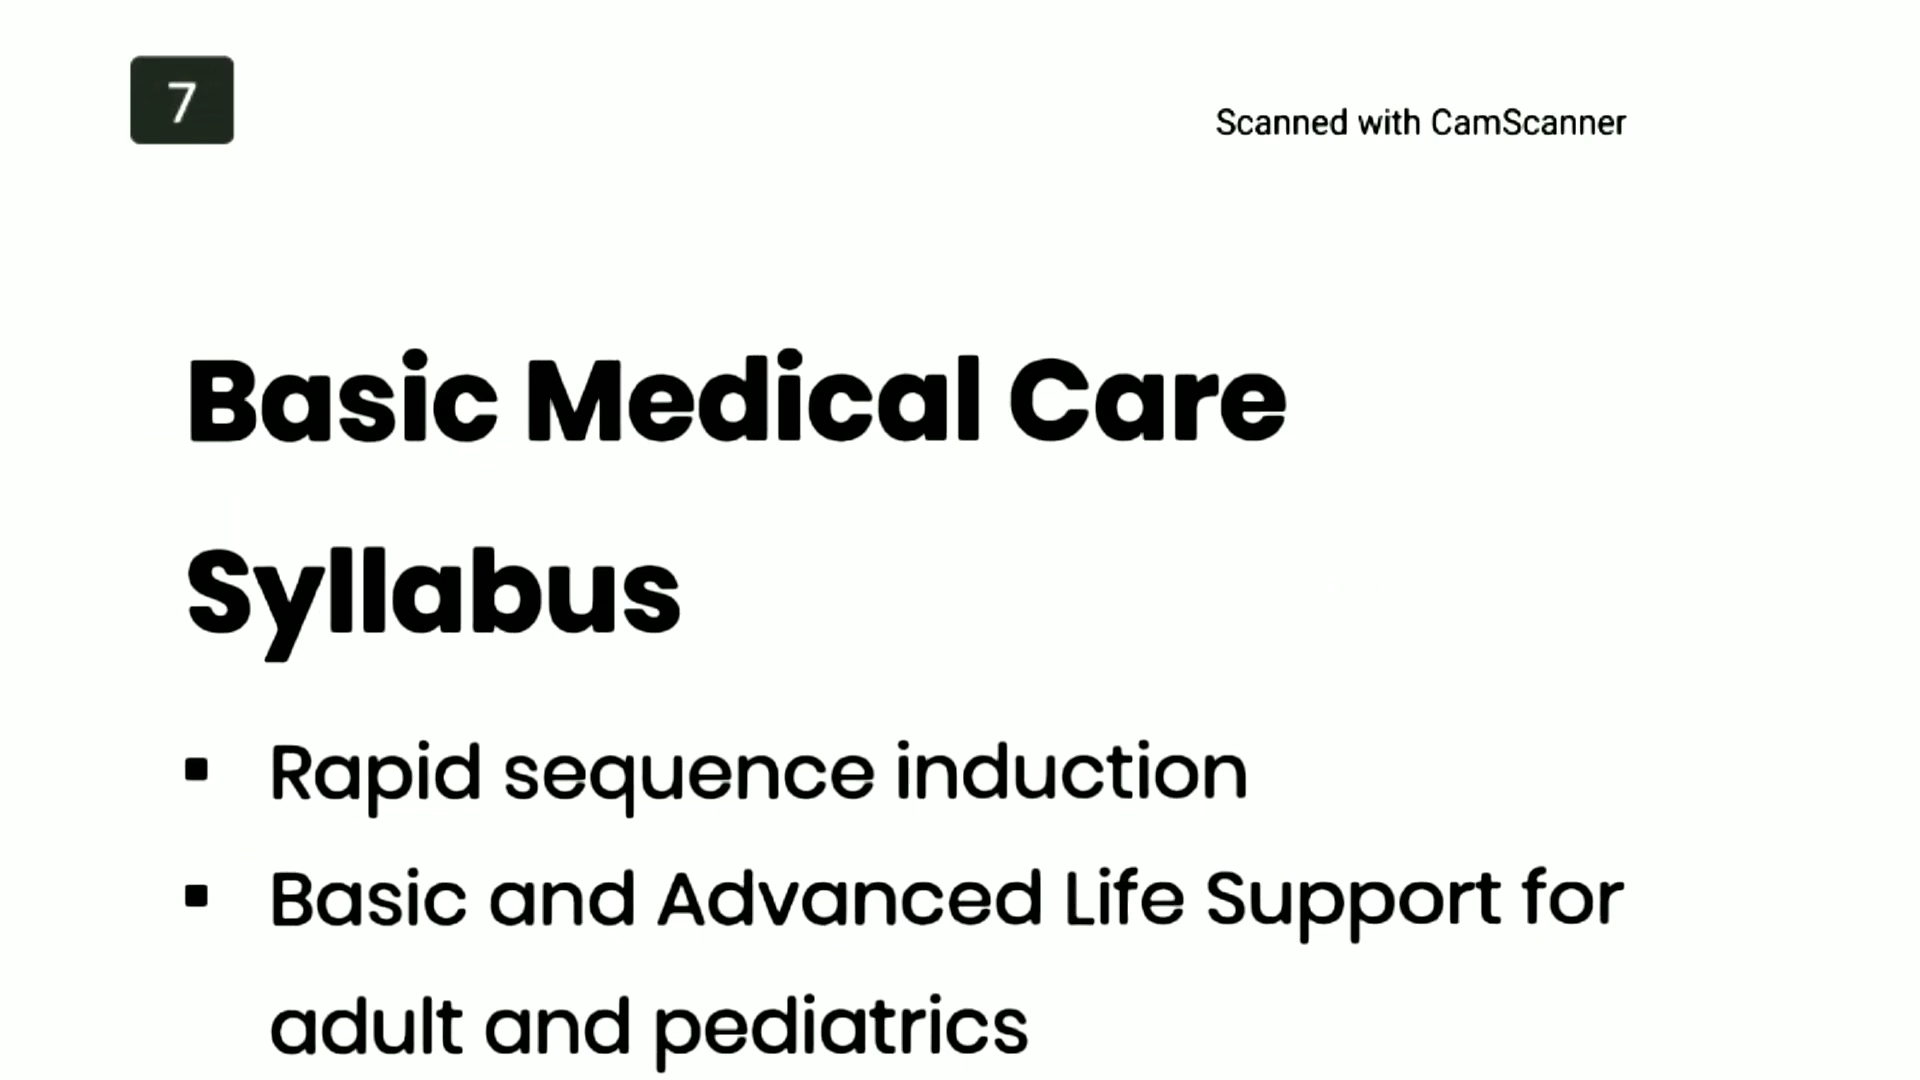 7
Scanned with CamScanner
Basic Medical Care
Syllabus
▪ Rapid sequence induction
▪ Basic and Advanced Life Support for
adult and pediatrics